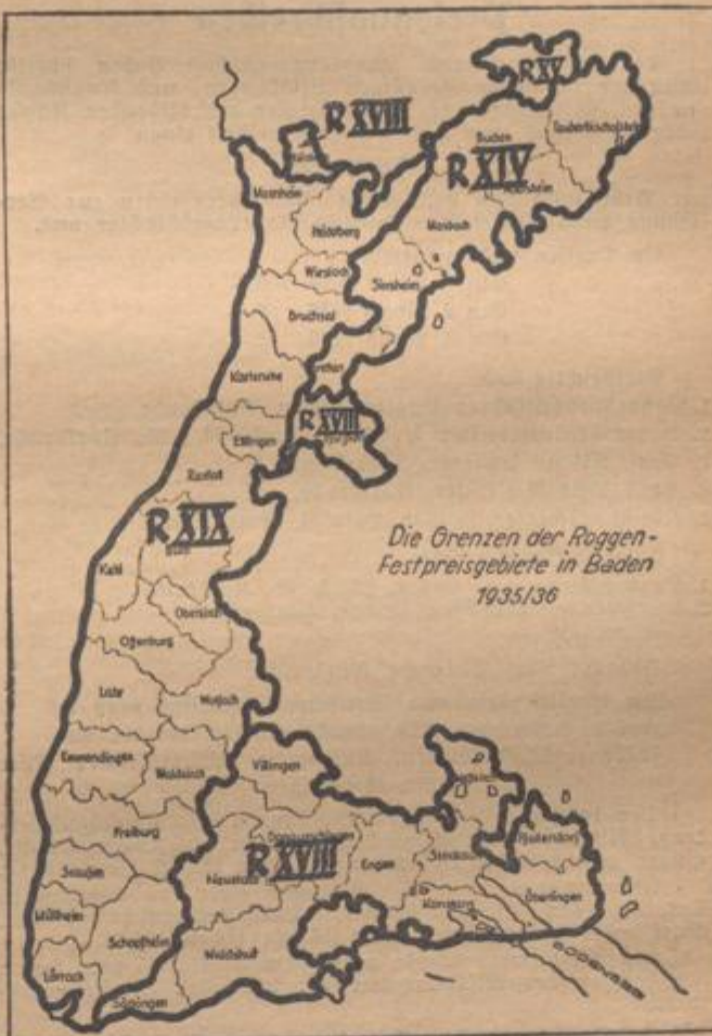 R XV
R XVIII
Buchen
Tauberbischofsheim
R XIV
Mannheim
Heidelberg
Mosbach
Wiesloch
Sinsheim
Bruchsal
Karlsruhe
Bretten
R XVIII
Ettlingen
Pforzheim
Rastatt
R XIX
Bühl
Die Grenzen der Roggen-
Festpreisgebiete in Baden
1935/36
Kehl
Oberkirch
Offenburg
Lahr
Wolfach
Emmendingen
Waldkirch
Villingen
Freiburg
Donaueschingen
Stockach
Pfullendorf
R XVIII
Neustadt
Engen
Staufen
Konstanz
Überlingen
Müllheim
Schopfheim
Waldshut
Lörrach
Säckingen
BODENSEE